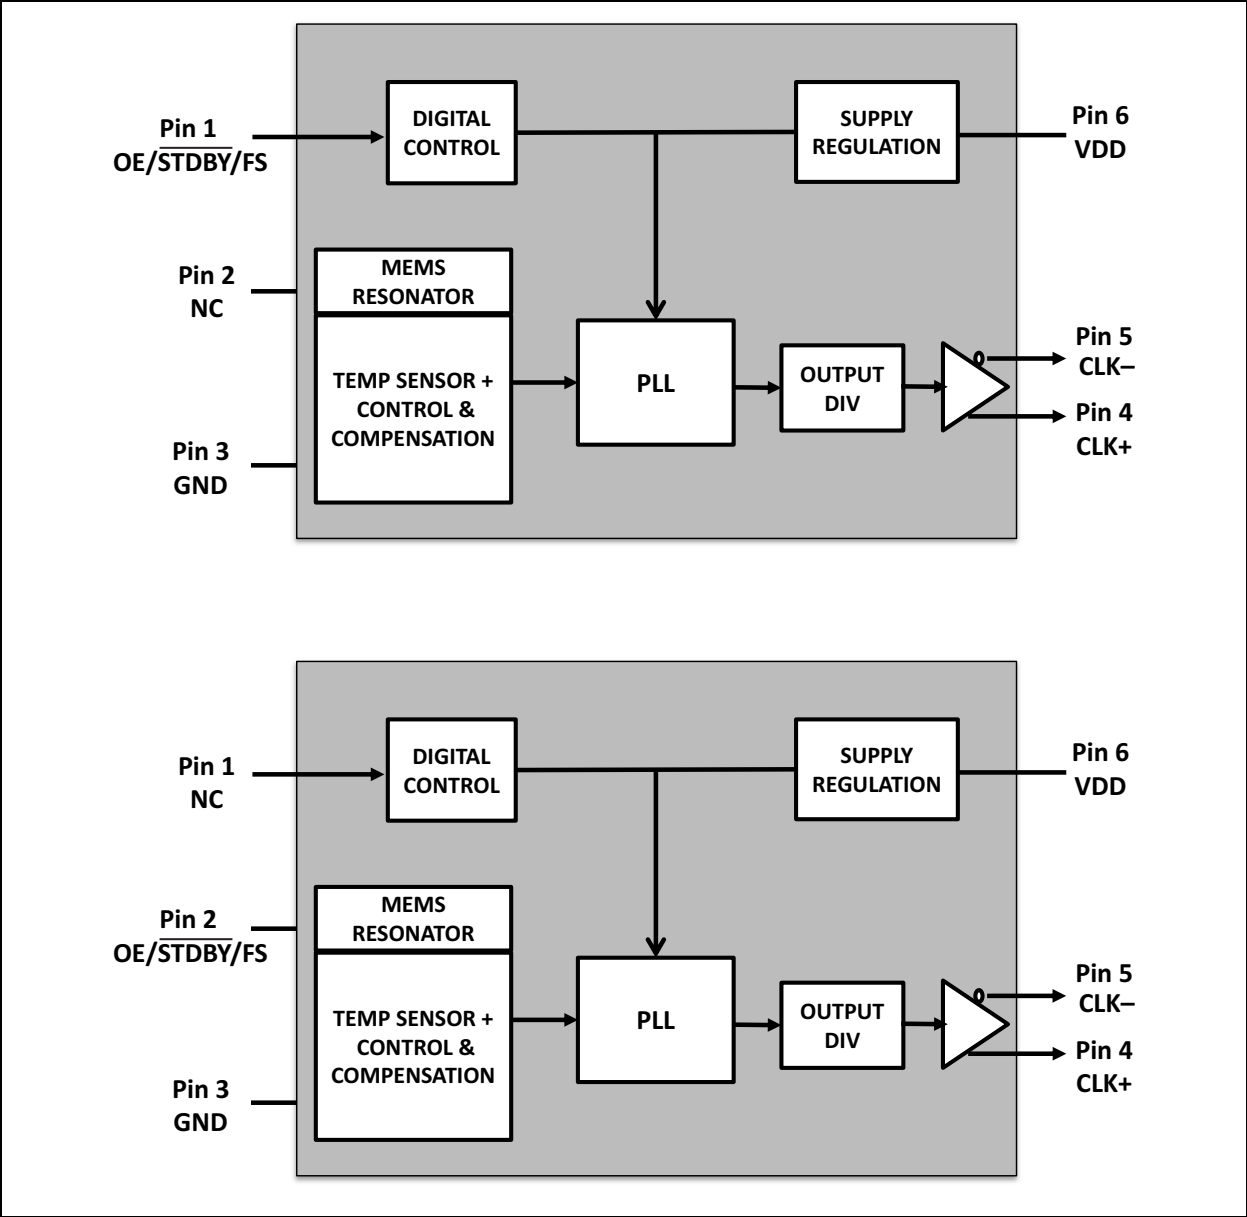 Pin 1
OE/STDBY/FS
DIGITAL
CONTROL
SUPPLY
REGULATION
Pin 6
VDD
Pin 2
NC
MEMS
RESONATOR
TEMP SENSOR +
CONTROL &
COMPENSATION
PLL
OUTPUT
DIV
Pin 5
CLK–
Pin 4
CLK+
Pin 3
GND
Pin 1
NC
DIGITAL
CONTROL
SUPPLY
REGULATION
Pin 6
VDD
Pin 2
OE/STDBY/FS
MEMS
RESONATOR
TEMP SENSOR +
CONTROL &
COMPENSATION
PLL
OUTPUT
DIV
Pin 5
CLK–
Pin 4
CLK+
Pin 3
GND